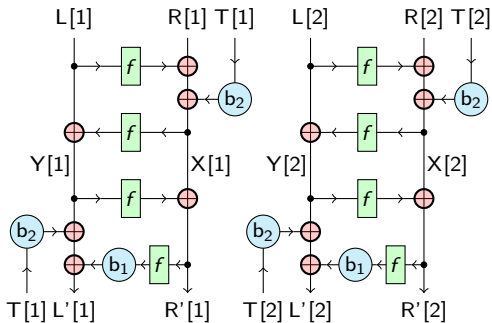 L[1] R[1] T[1] L[2] R[2] T[2]
f f
b₂ b₂
f f
Y[1] X[1] Y[2] X[2]
f f
b₂ b₂
b₁ f b₁ f
T[1] L'[1] R'[1] T[2] L'[2] R'[2]